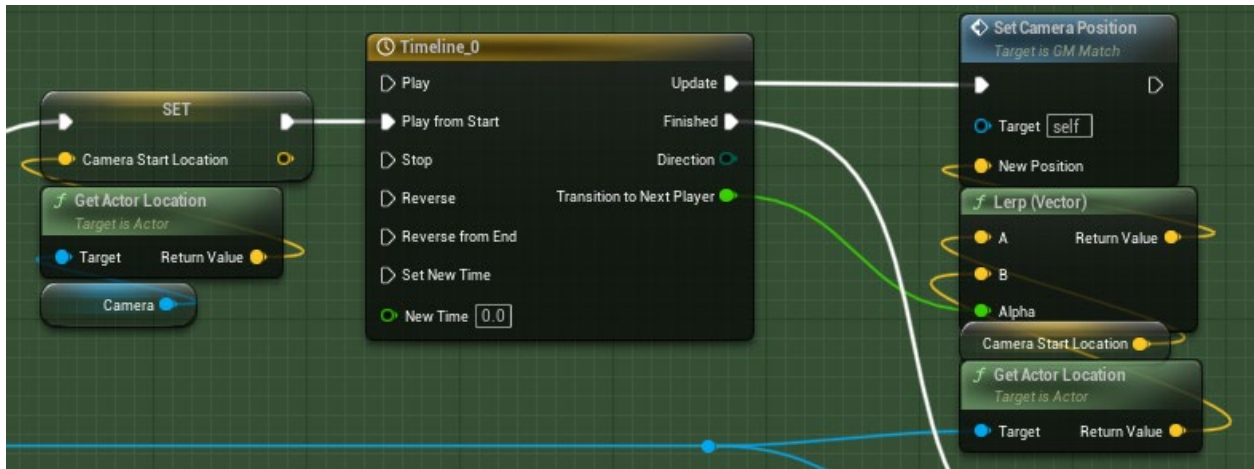 SET
Camera Start Location
f Get Actor Location
Target is Actor
Target Return Value
Camera
Timeline_0
Play Update
Play from Start Finished
Stop Direction
Reverse Transition to Next Player
Reverse from End
Set New Time
New Time 0.0
Set Camera Position
Target is GM Match
Target self
New Position
f Lerp (Vector)
A Return Value
B
Alpha
Camera Start Location
f Get Actor Location
Target is Actor
Target Return Value